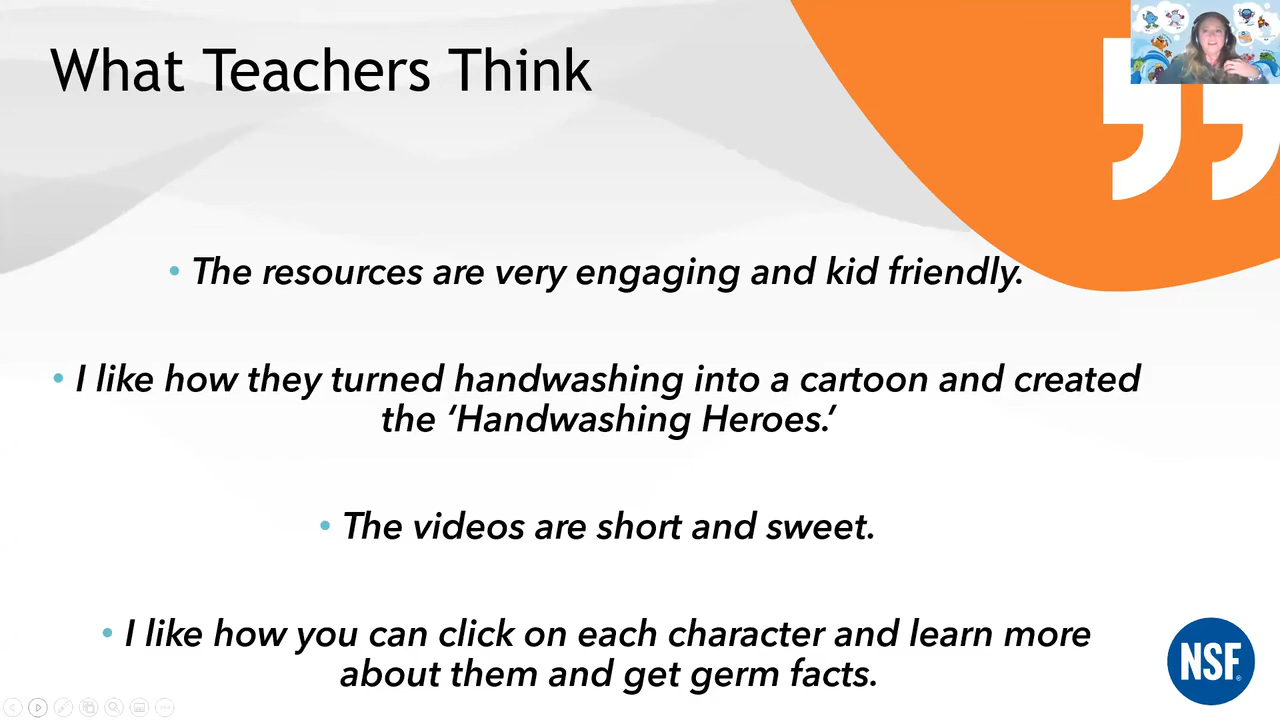 What Teachers Think
• The resources are very engaging and kid friendly.
• I like how they turned handwashing into a cartoon and created
the ‘Handwashing Heroes.’
• The videos are short and sweet.
• I like how you can click on each character and learn more
about them and get germ facts.
NSF®